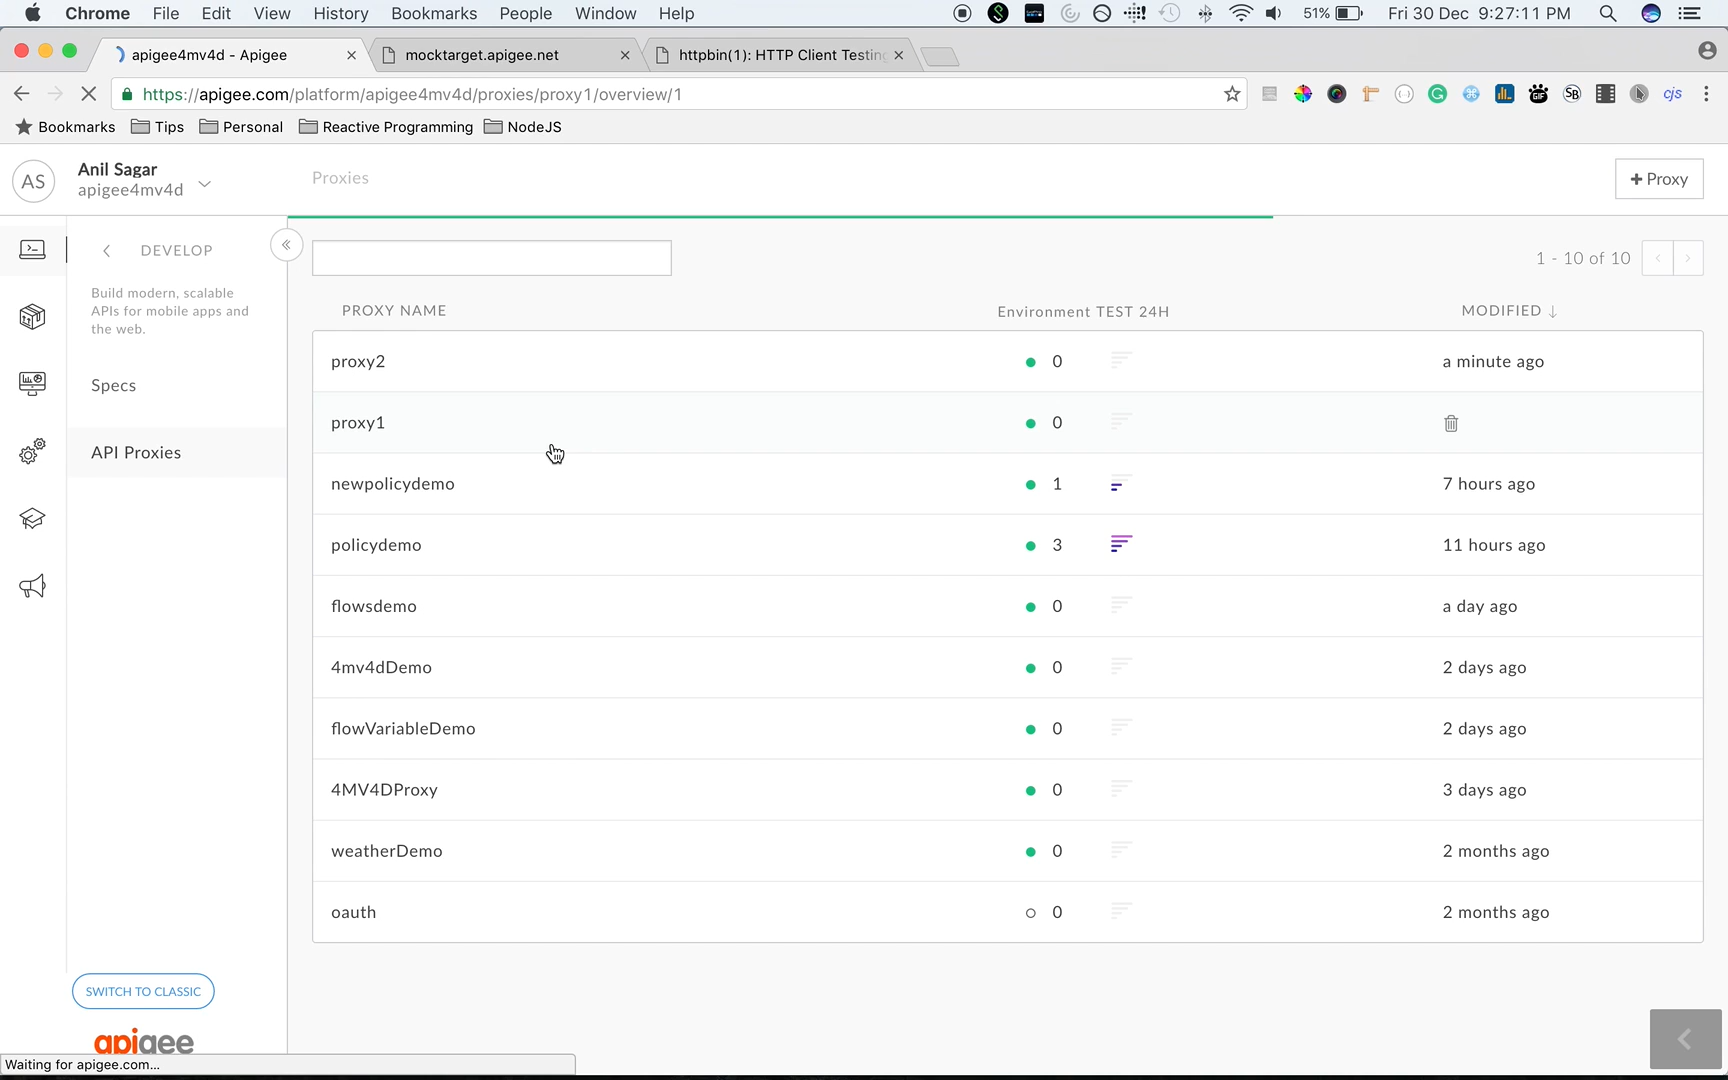 Chrome File Edit View History Bookmarks People Window Help 51% Fri 30 Dec 9:27:11 PM
apigee4mv4d - Apigee mocktarget.apigee.net httpbin(1): HTTP Client Testing
https://apigee.com/platform/apigee4mv4d/proxies/proxy1/overview/1 GIF SB cjs
Bookmarks Tips Personal Reactive Programming NodeJS
AS
Anil Sagar
apigee4mv4d
Proxies
+ Proxy
DEVELOP
Build modern, scalable
APIs for mobile apps and
the web.
Specs
API Proxies
SWITCH TO CLASSIC
apigee
1 - 10 of 10
PROXY NAME Environment TEST 24H MODIFIED ↓
proxy2 0 a minute ago
proxy1 0
newpolicydemo 1 7 hours ago
policydemo 3 11 hours ago
flowsdemo 0 a day ago
4mv4dDemo 0 2 days ago
flowVariableDemo 0 2 days ago
4MV4DProxy 0 3 days ago
weatherDemo 0 2 months ago
oauth 0 2 months ago
Waiting for apigee.com...